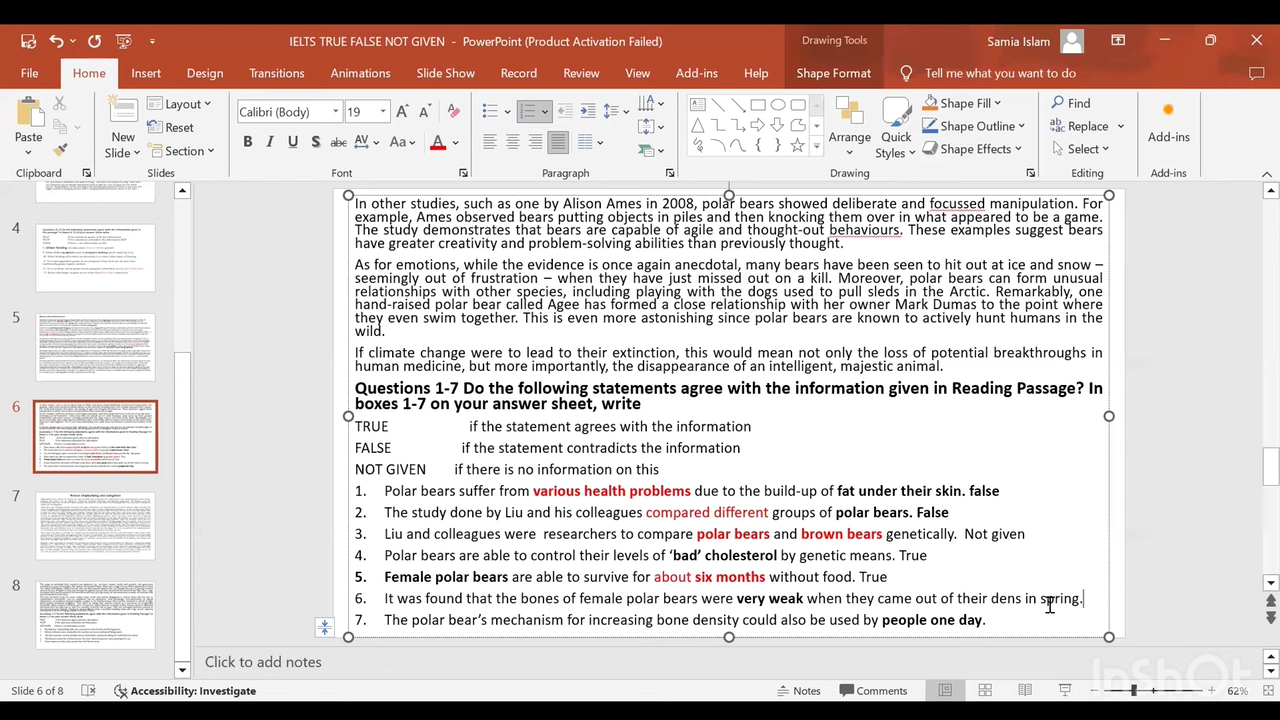 IELTS TRUE FALSE NOT GIVEN - PowerPoint (Product Activation Failed)
Drawing Tools
Samia Islam
File Home Insert Design Transitions Animations Slide Show Record Review View Add-ins Help Shape Format Tell me what you want to do
Paste
Clipboard
New Slide
Layout
Reset
Section
Slides
Calibri (Body) 19
Font
Paragraph
Arrange
Quick Styles
Shape Fill
Shape Outline
Shape Effects
Drawing
Find
Replace
Select
Editing
Add-ins
Add-ins
4
5
6
7
8
In other studies, such as one by Alison Ames in 2008, polar bears showed deliberate and focussed manipulation. For
example, Ames observed bears putting objects in piles and then knocking them over in what appeared to be a game.
The study demonstrates that bears are capable of agile and thought-out behaviours. These examples suggest bears
have greater creativity and problem-solving abilities than previously thought.
As for emotions, while the evidence is once again anecdotal, many bears have been seen to hit out at ice and snow –
seemingly out of frustration – when they have just missed out on a kill. Moreover, polar bears can form unusual
relationships with other species, including playing with the dogs used to pull sleds in the Arctic. Remarkably, one
hand-raised polar bear called Agee has formed a close relationship with her owner Mark Dumas to the point where
they even swim together. This is even more astonishing since polar bears are known to actively hunt humans in the
wild.
If climate change were to lead to their extinction, this would mean not only the loss of potential breakthroughs in
human medicine, but more importantly, the disappearance of an intelligent, majestic animal.
Questions 1-7 Do the following statements agree with the information given in Reading Passage? In
boxes 1-7 on your answer sheet, write
TRUE if the statement agrees with the information
FALSE if the statement contradicts the information
NOT GIVEN if there is no information on this
1. Polar bears suffer from various health problems due to the build-up of fat under their skin. false
2. The study done by Liu and his colleagues compared different groups of polar bears. False
3. Liu and colleagues were researchers to compare polar bears and brown bears genetically. Not given
4. Polar bears are able to control their levels of ‘bad’ cholesterol by genetic means. True
5. Female polar bears are able to survive for about six months without food. True
6. It was found that the bones of female polar bears were very weak when they came out of their dens in spring.
7. The polar bear’s mechanism for increasing bone density could also be used by people one day.
Click to add notes
Slide 6 of 8 Accessibility: Investigate Notes Comments 62%
InShOt